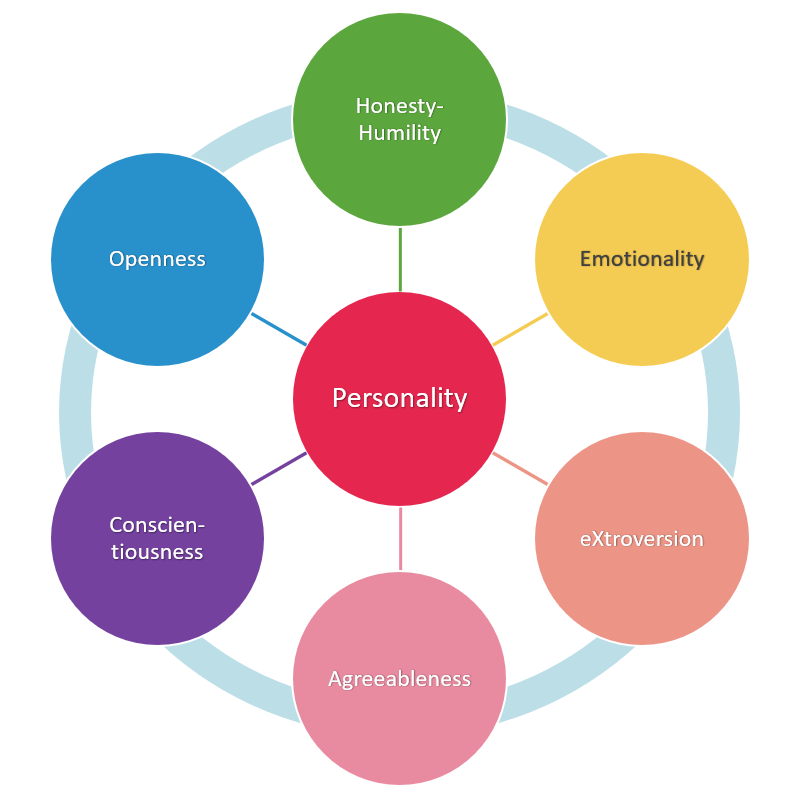 Honesty-
Humility
Openness
Emotionality
Personality
Conscien-
tiousness
eXtroversion
Agreeableness